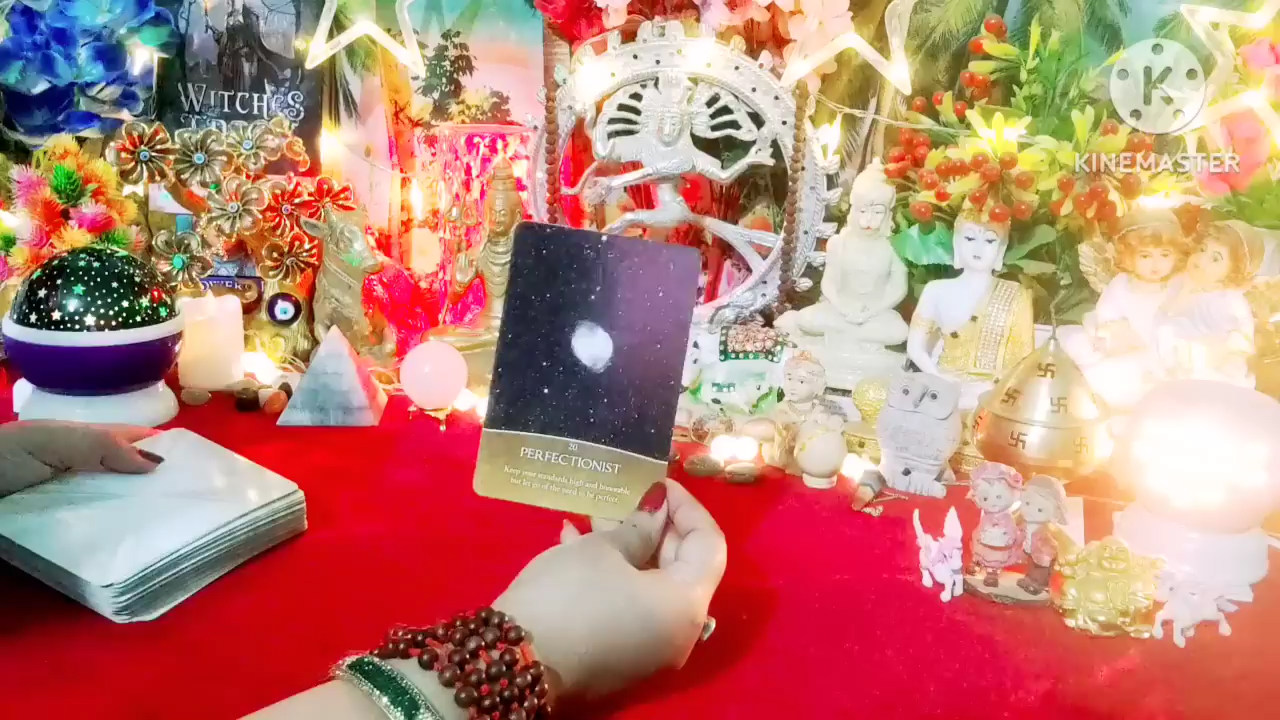 WITCHES
K
KINEMASTER
20
PERFECTIONIST
Keep your standards high and honorable
but let go of the need to be perfect.